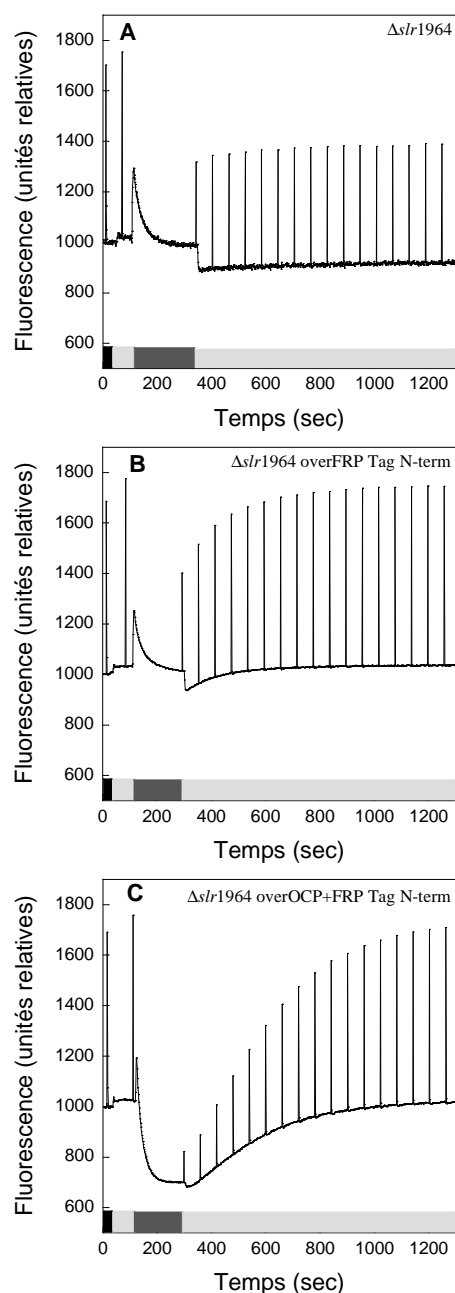 A
Δslr1964
Fluorescence (unités relatives)
1800
1600
1400
1200
1000
800
600
0 200 400 600 800 1000 1200
Temps (sec)
B
Δslr1964 overFRP Tag N-term
Fluorescence (unités relatives)
1800
1600
1400
1200
1000
800
600
0 200 400 600 800 1000 1200
Temps (sec)
C
Δslr1964 overOCP+FRP Tag N-term
Fluorescence (unités relatives)
1800
1600
1400
1200
1000
800
600
0 200 400 600 800 1000 1200
Temps (sec)